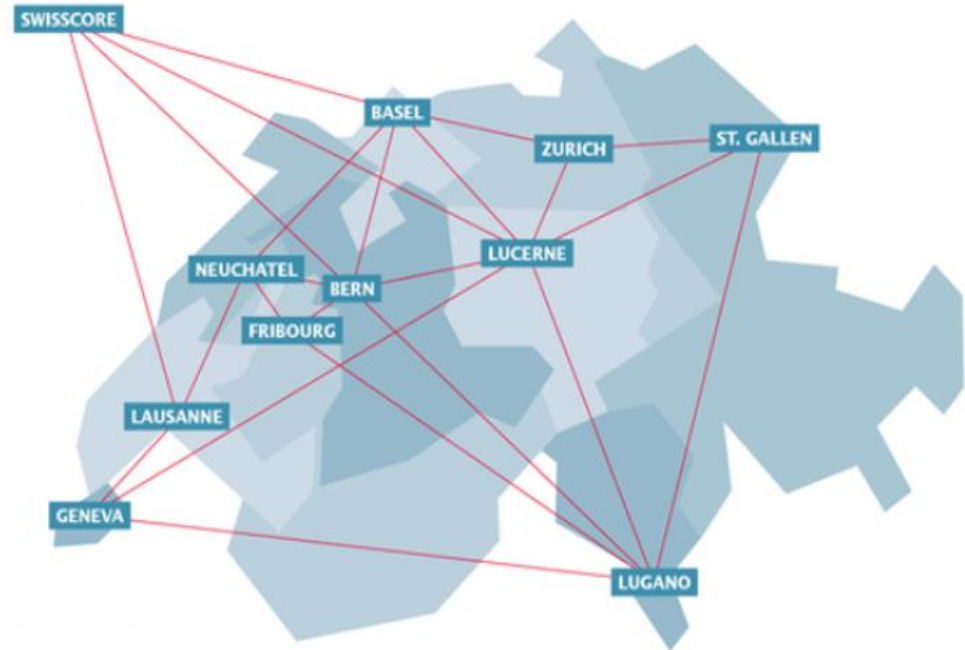 SWISSCORE
BASEL
ZURICH
ST. GALLEN
LUCERNE
NEUCHATEL
BERN
FRIBOURG
LAUSANNE
GENEVA
LUGANO